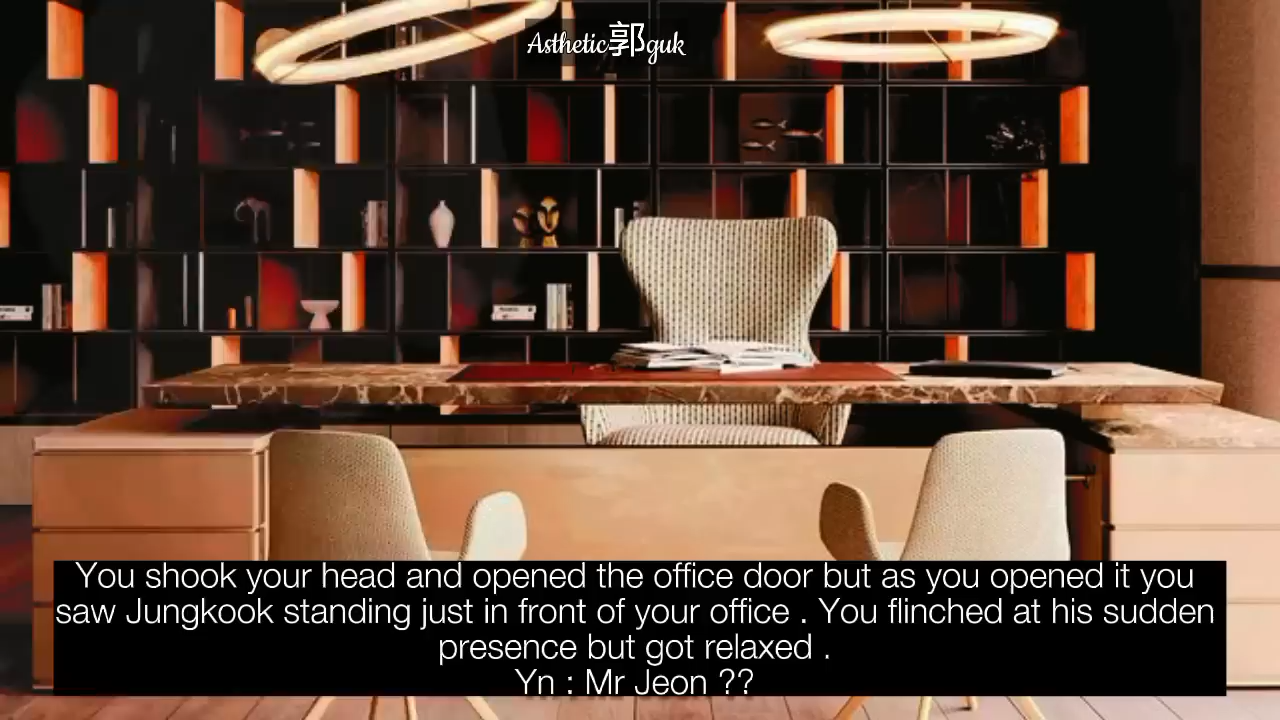 Asthetic郭guk
You shook your head and opened the office door but as you opened it you
saw Jungkook standing just in front of your office . You flinched at his sudden
presence but got relaxed .
Yn : Mr Jeon ??